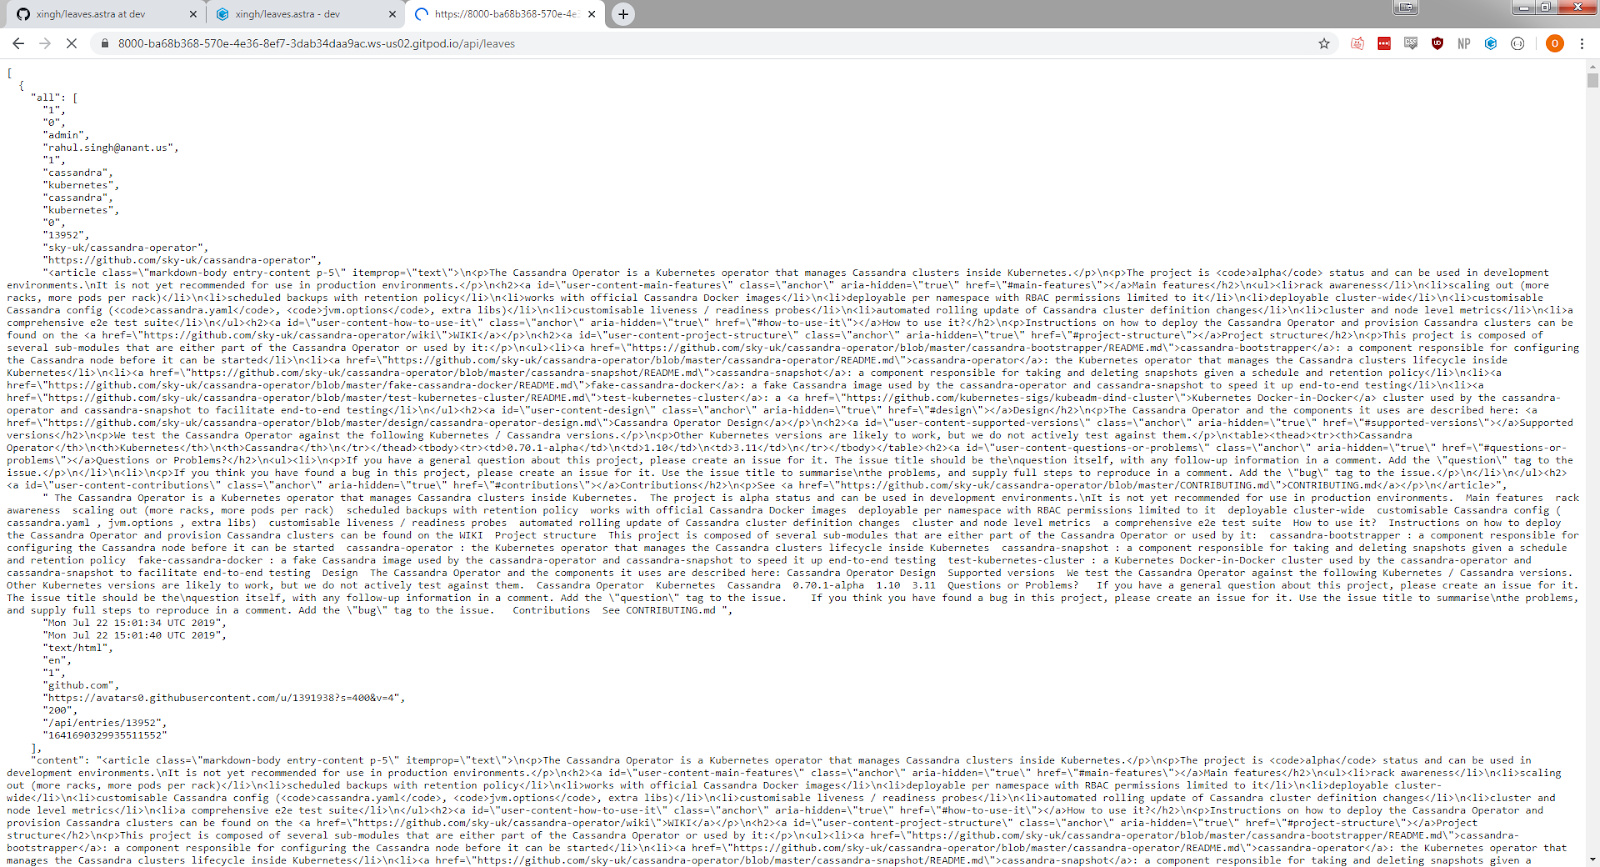 xingh/leaves.astra at dev
xingh/leaves.astra - dev
https://8000-ba68b368-570e-4e3
8000-ba68b368-570e-4e36-8ef7-3dab34daa9ac.ws-us02.gitpod.io/api/leaves
NP
O
[
{
"all": [
"1",
"0",
"admin",
"rahul.singh@anant.us",
"1",
"cassandra",
"kubernetes",
"cassandra",
"kubernetes",
"0",
"13952",
"sky-uk/cassandra-operator",
"https://github.com/sky-uk/cassandra-operator",
"<article class=\"markdown-body entry-content p-5\" itemprop=\"text\">\n<p>The Cassandra Operator is a Kubernetes operator that manages Cassandra clusters inside Kubernetes.</p>\n<p>The project is <code>alpha</code> status and can be used in development
environments.\nIt is not yet recommended for use in production environments.</p>\n<h2><a id=\"user-content-main-features\" class=\"anchor\" aria-hidden=\"true\" href=\"#main-features\"></a>Main features</h2>\n<ul><li>rack awareness</li>\n<li>scaling out (more
racks, more pods per rack)</li>\n<li>scheduled backups with retention policy</li>\n<li>works with official Cassandra Docker images</li>\n<li>deployable per namespace with RBAC permissions limited to it</li>\n<li>deployable cluster-wide</li>\n<li>customisable
Cassandra config (<code>cassandra.yaml</code>, <code>jvm.options</code>, extra libs)</li>\n<li>customisable liveness / readiness probes</li>\n<li>automated rolling update of Cassandra cluster definition changes</li>\n<li>cluster and node level metrics</li>\n<li>a
comprehensive e2e test suite</li>\n</ul><h2><a id=\"user-content-how-to-use-it\" class=\"anchor\" aria-hidden=\"true\" href=\"#how-to-use-it\"></a>How to use it?</h2>\n<p>Instructions on how to deploy the Cassandra Operator and provision Cassandra clusters can be
found on the <a href=\"https://github.com/sky-uk/cassandra-operator/wiki\">WIKI</a></p>\n<h2><a id=\"user-content-project-structure\" class=\"anchor\" aria-hidden=\"true\" href=\"#project-structure\"></a>Project structure</h2>\n<p>This project is composed of
several sub-modules that are either part of the Cassandra Operator or used by it:</p>\n<ul><li><a href=\"https://github.com/sky-uk/cassandra-operator/blob/master/cassandra-bootstrapper/README.md\">cassandra-bootstrapper</a>: a component responsible for configuring
the Cassandra node before it can be started</li>\n<li><a href=\"https://github.com/sky-uk/cassandra-operator/blob/master/cassandra-operator/README.md\">cassandra-operator</a>: the Kubernetes operator that manages the Cassandra clusters lifecycle inside
Kubernetes</li>\n<li><a href=\"https://github.com/sky-uk/cassandra-operator/blob/master/cassandra-snapshot/README.md\">cassandra-snapshot</a>: a component responsible for taking and deleting snapshots given a schedule and retention policy</li>\n<li><a
href=\"https://github.com/sky-uk/cassandra-operator/blob/master/fake-cassandra-docker/README.md\">fake-cassandra-docker</a>: a fake Cassandra image used by the cassandra-operator and cassandra-snapshot to speed it up end-to-end testing</li>\n<li><a
href=\"https://github.com/sky-uk/cassandra-operator/blob/master/test-kubernetes-cluster/README.md\">test-kubernetes-cluster</a>: a <a href=\"https://github.com/kubernetes-sigs/kubeadm-dind-cluster\">Kubernetes Docker-in-Docker</a> cluster used by the cassandra-
operator and cassandra-snapshot to facilitate end-to-end testing</li>\n</ul><h2><a id=\"user-content-design\" class=\"anchor\" aria-hidden=\"true\" href=\"#design\"></a>Design</h2>\n<p>The Cassandra Operator and the components it uses are described here: <a
href=\"https://github.com/sky-uk/cassandra-operator/blob/master/design/cassandra-operator-design.md\">Cassandra Operator Design</a></p>\n<h2><a id=\"user-content-supported-versions\" class=\"anchor\" aria-hidden=\"true\" href=\"#supported-versions\"></a>Supported
versions</h2>\n<p>We test the Cassandra Operator against the following Kubernetes / Cassandra versions.</p>\n<p>Other Kubernetes versions are likely to work, but we do not actively test against them.</p>\n<table><thead><tr><th>Cassandra
Operator</th>\n<th>Kubernetes</th>\n<th>Cassandra</th>\n</tr></thead><tbody><tr><td>0.70.1-alpha</td>\n<td>1.10</td>\n<td>3.11</td>\n</tr></tbody></table><h2><a id=\"user-content-questions-or-problems\" class=\"anchor\" aria-hidden=\"true\" href=\"#questions-or-
problems\"></a>Questions or Problems?</h2>\n<ul><li>\n<p>If you have a general question about this project, please create an issue for it. The issue title should be the\nquestion itself, with any follow-up information in a comment. Add the \"question\" tag to the
issue.</p>\n</li>\n<li>\n<p>If you think you have found a bug in this project, please create an issue for it. Use the issue title to summarise\nthe problems, and supply full steps to reproduce in a comment. Add the \"bug\" tag to the issue.</p>\n</li>\n</ul><h2>
<a id=\"user-content-contributions\" class=\"anchor\" aria-hidden=\"true\" href=\"#contributions\"></a>Contributions</h2>\n<p>See <a href=\"https://github.com/sky-uk/cassandra-operator/blob/master/CONTRIBUTING.md\">CONTRIBUTING.md</a></p>\n</article>",
" The Cassandra Operator is a Kubernetes operator that manages Cassandra clusters inside Kubernetes.  The project is alpha status and can be used in development environments.\nIt is not yet recommended for use in production environments.  Main features  rack
awareness  scaling out (more racks, more pods per rack)  scheduled backups with retention policy  works with official Cassandra Docker images  deployable per namespace with RBAC permissions limited to it  deployable cluster-wide  customisable Cassandra config (
cassandra.yaml , jvm.options , extra libs)  customisable liveness / readiness probes  automated rolling update of Cassandra cluster definition changes  cluster and node level metrics  a comprehensive e2e test suite  How to use it?  Instructions on how to deploy
the Cassandra Operator and provision Cassandra clusters can be found on the WIKI  Project structure  This project is composed of several sub-modules that are either part of the Cassandra Operator or used by it:  cassandra-bootstrapper : a component responsible for
configuring the Cassandra node before it can be started  cassandra-operator : the Kubernetes operator that manages the Cassandra clusters lifecycle inside Kubernetes  cassandra-snapshot : a component responsible for taking and deleting snapshots given a schedule
and retention policy  fake-cassandra-docker : a fake Cassandra image used by the cassandra-operator and cassandra-snapshot to speed it up end-to-end testing  test-kubernetes-cluster : a Kubernetes Docker-in-Docker cluster used by the cassandra-operator and
cassandra-snapshot to facilitate end-to-end testing  Design  The Cassandra Operator and the components it uses are described here: Cassandra Operator Design  Supported versions  We test the Cassandra Operator against the following Kubernetes / Cassandra versions.
Other Kubernetes versions are likely to work, but we do not actively test against them.  Cassandra Operator  Kubernetes  Cassandra  0.70.1-alpha  1.10  3.11  Questions or Problems?   If you have a general question about this project, please create an issue for it.
The issue title should be the\nquestion itself, with any follow-up information in a comment. Add the \"question\" tag to the issue.   If you think you have found a bug in this project, please create an issue for it. Use the issue title to summarise\nthe problems,
and supply full steps to reproduce in a comment. Add the \"bug\" tag to the issue.   Contributions  See CONTRIBUTING.md ",
"Mon Jul 22 15:01:34 UTC 2019",
"Mon Jul 22 15:01:40 UTC 2019",
"text/html",
"en",
"1",
"github.com",
"https://avatars0.githubusercontent.com/u/1391938?s=400&v=4",
"200",
"/api/entries/13952",
"1641690329935511552"
],
"content": "<article class=\"markdown-body entry-content p-5\" itemprop=\"text\">\n<p>The Cassandra Operator is a Kubernetes operator that manages Cassandra clusters inside Kubernetes.</p>\n<p>The project is <code>alpha</code> status and can be used in
development environments.\nIt is not yet recommended for use in production environments.</p>\n<h2><a id=\"user-content-main-features\" class=\"anchor\" aria-hidden=\"true\" href=\"#main-features\"></a>Main features</h2>\n<ul><li>rack awareness</li>\n<li>scaling
out (more racks, more pods per rack)</li>\n<li>scheduled backups with retention policy</li>\n<li>works with official Cassandra Docker images</li>\n<li>deployable per namespace with RBAC permissions limited to it</li>\n<li>deployable cluster-
wide</li>\n<li>customisable Cassandra config (<code>cassandra.yaml</code>, <code>jvm.options</code>, extra libs)</li>\n<li>customisable liveness / readiness probes</li>\n<li>automated rolling update of Cassandra cluster definition changes</li>\n<li>cluster and
node level metrics</li>\n<li>a comprehensive e2e test suite</li>\n</ul><h2><a id=\"user-content-how-to-use-it\" class=\"anchor\" aria-hidden=\"true\" href=\"#how-to-use-it\"></a>How to use it?</h2>\n<p>Instructions on how to deploy the Cassandra Operator and
provision Cassandra clusters can be found on the <a href=\"https://github.com/sky-uk/cassandra-operator/wiki\">WIKI</a></p>\n<h2><a id=\"user-content-project-structure\" class=\"anchor\" aria-hidden=\"true\" href=\"#project-structure\"></a>Project
structure</h2>\n<p>This project is composed of several sub-modules that are either part of the Cassandra Operator or used by it:</p>\n<ul><li><a href=\"https://github.com/sky-uk/cassandra-operator/blob/master/cassandra-bootstrapper/README.md\">cassandra-
bootstrapper</a>: a component responsible for configuring the Cassandra node before it can be started</li>\n<li><a href=\"https://github.com/sky-uk/cassandra-operator/blob/master/cassandra-operator/README.md\">cassandra-operator</a>: the Kubernetes operator that
manages the Cassandra clusters lifecycle inside Kubernetes</li>\n<li><a href=\"https://github.com/sky-uk/cassandra-operator/blob/master/cassandra-snapshot/README.md\">cassandra-snapshot</a>: a component responsible for taking and deleting snapshots given a